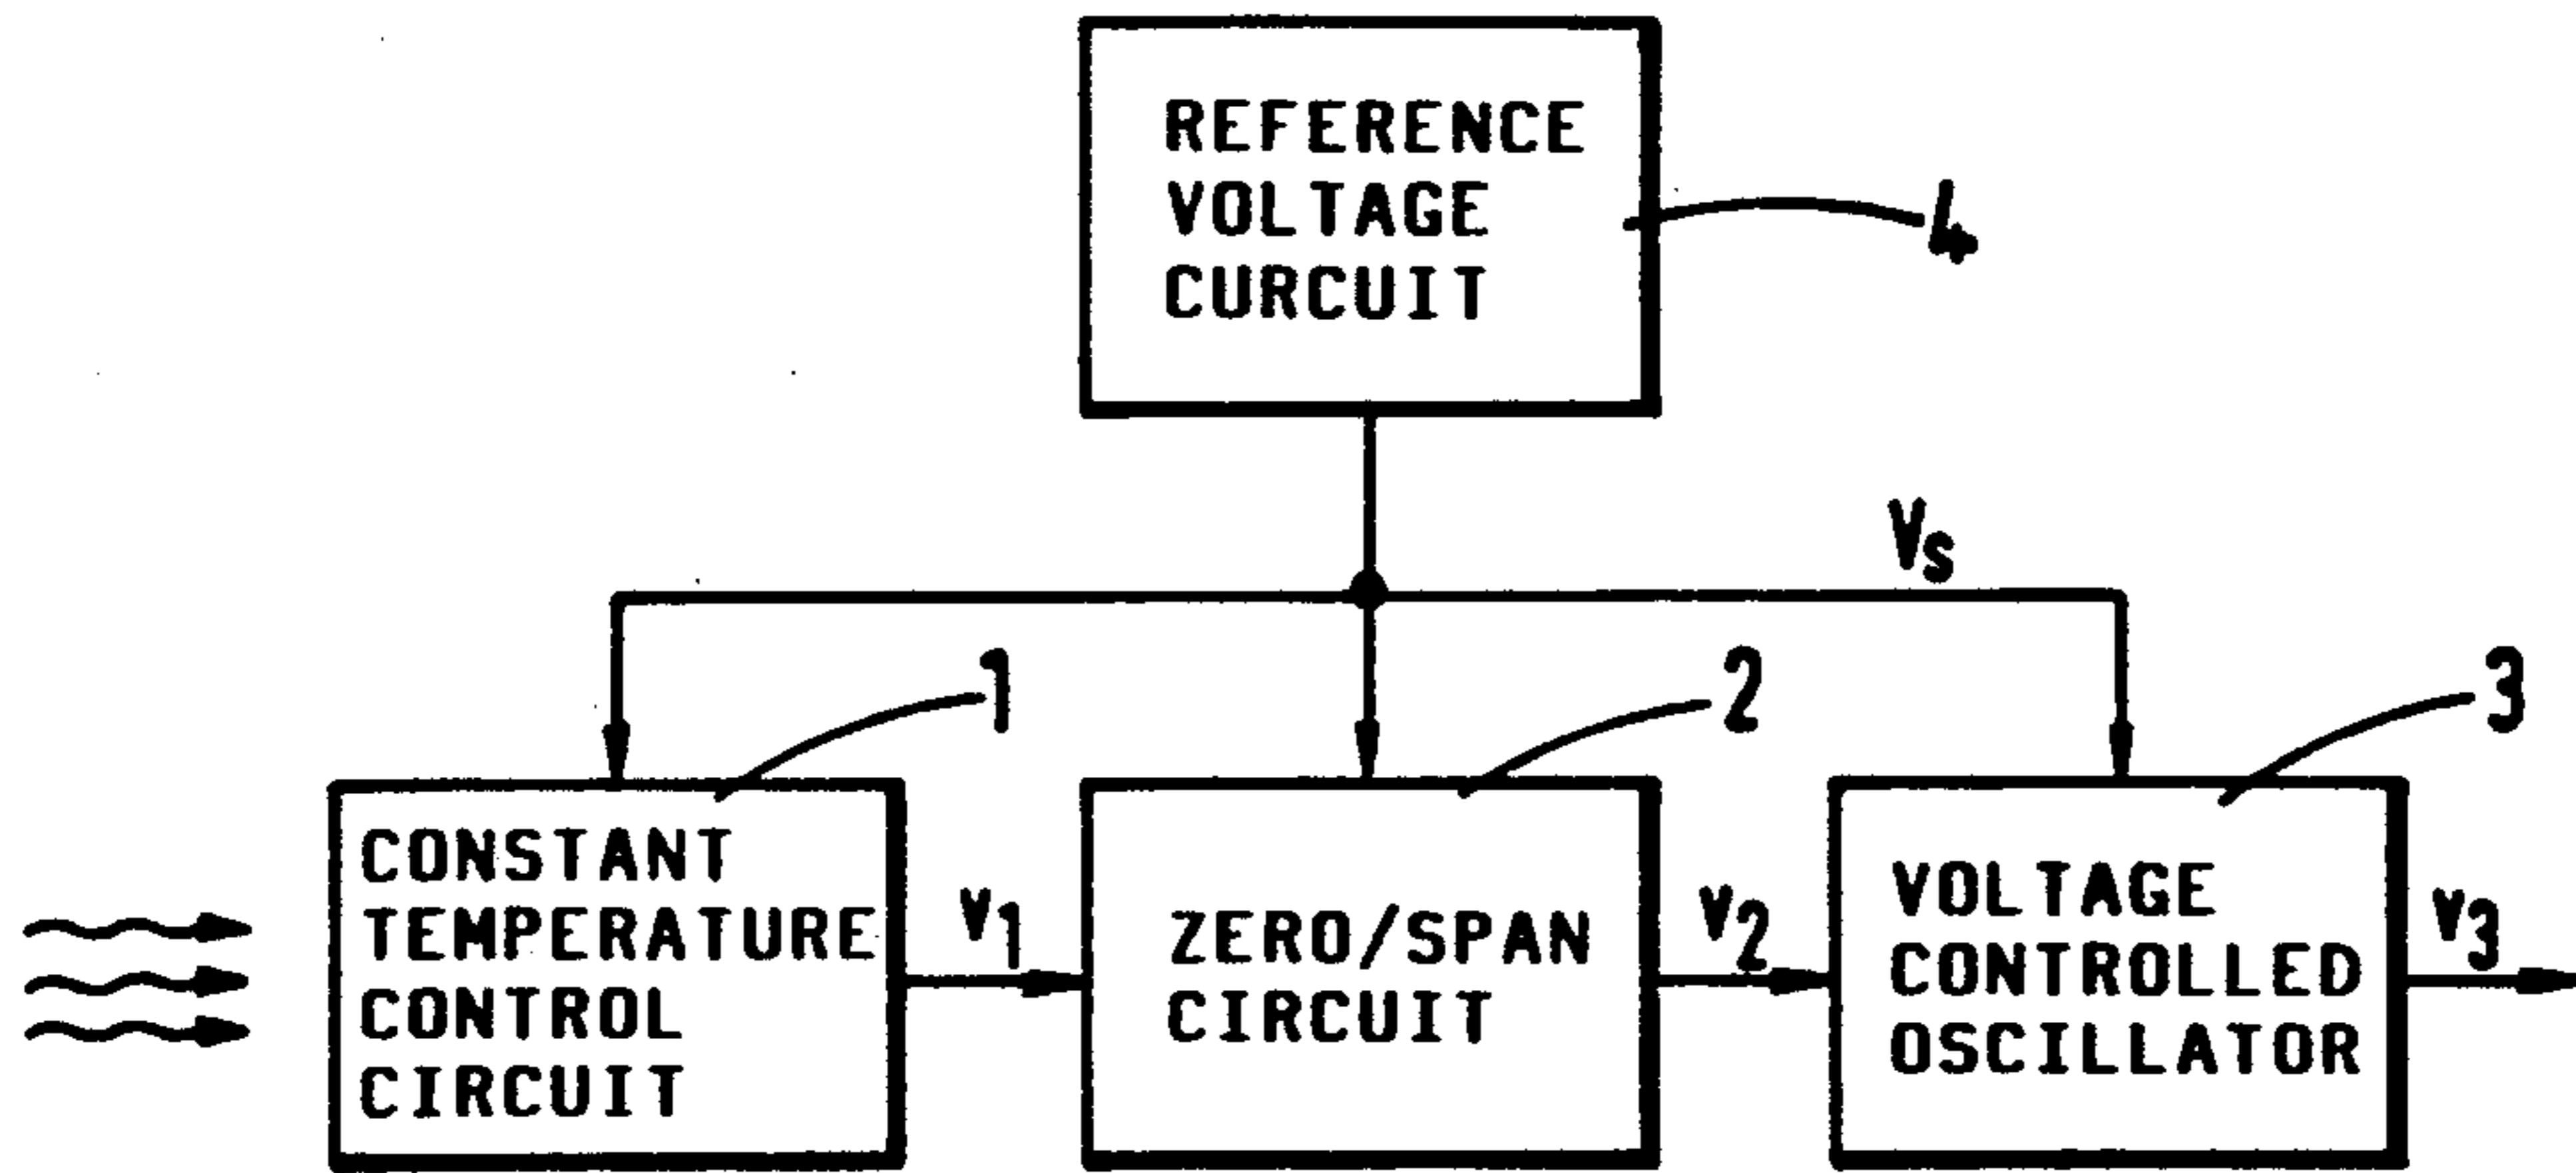 REFERENCE
VOLTAGE
CURCUIT
4
Vs
1
2
3
CONSTANT
TEMPERATURE
CONTROL
CIRCUIT
V1
ZERO/SPAN
CIRCUIT
V2
VOLTAGE
CONTROLLED
OSCILLATOR
V3